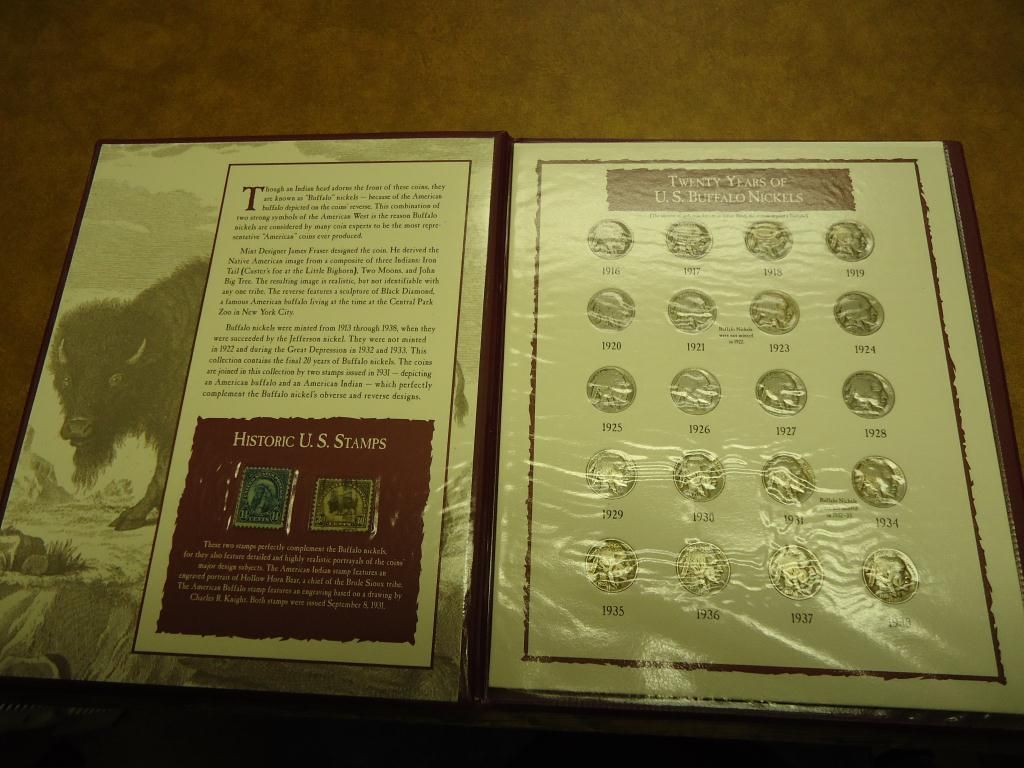 Though an Indian head adorns the front of these coins, they
are known as "Buffalo" nickels — because of the American
buffalo depicted on the coins' reverse. This combination of
two strong symbols of the American West is the reason Buffalo
nickels are considered by many coin experts to be the most repre-
sentative "American" coins ever produced.
Mint Designer James Fraser designed the coin. He derived the
Native American image from a composite of three Indians: Iron
Tail (Custer's foe at the Little Bighorn), Two Moons, and John
Big Tree. The resulting image is realistic, but not identifiable with
any one tribe. The reverse features a sculpture of Black Diamond,
a famous American buffalo living at the time at the Central Park
Zoo in New York City.
Buffalo nickels were minted from 1913 through 1938, when they
were succeeded by the Jefferson nickel. They were not minted
in 1922 and during the Great Depression in 1932 and 1933. This
collection contains the final 20 years of Buffalo nickels. The coins
are joined in this collection by two stamps issued in 1931 — depicting
an American buffalo and an American Indian — which perfectly
complement the Buffalo nickel's obverse and reverse designs.
HISTORIC U. S. STAMPS
14 CENTS 14
30 30
These two stamps perfectly complement the Buffalo nickels,
for they also feature detailed and highly realistic portrayals of the coins'
major design subjects. The American Indian stamp features an
engraved portrait of Hollow Horn Bear, a chief of the Brule Sioux tribe.
The American Buffalo stamp features an engraving based on a drawing by
Charles R. Knight. Both stamps were issued September 8, 1931.
TWENTY YEARS OF
U. S. BUFFALO NICKELS
1916 1917 1918 1919
1920 1921 Buffalo Nickels
were not minted
in 1922. 1923 1924
1925 1926 1927 1928
1929 1930 1931 Buffalo Nickels
were not minted
in 1932-33. 1934
1935 1936 1937 1938